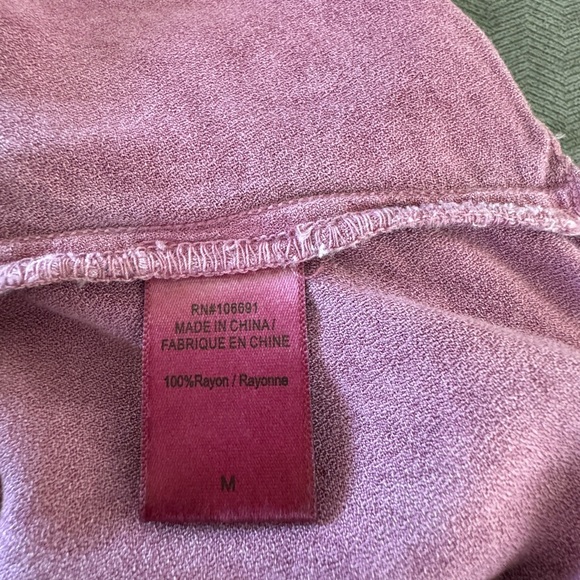 RN#106691
MADE IN CHINA/
FABRIQUE EN CHINE
100%Rayon / Rayonne
M